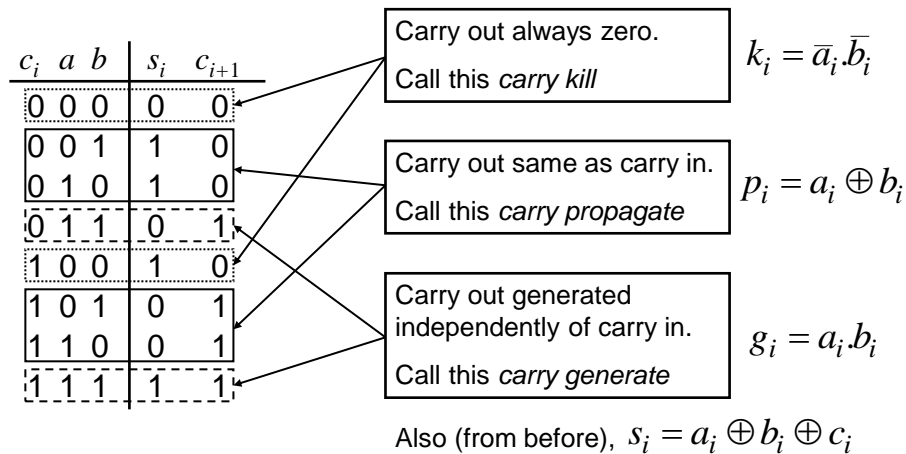 Carry out always zero.
Call this carry kill
k_i = a̅_i.b̅_i
c_i a b s_i c_{i+1}
0 0 0 0 0
0 0 1 1 0
0 1 0 1 0
0 1 1 0 1
1 0 0 1 0
1 0 1 0 1
1 1 0 0 1
1 1 1 1 1
Carry out same as carry in.
Call this carry propagate
p_i = a_i ⊕ b_i
Carry out generated
independently of carry in.
Call this carry generate
g_i = a_i.b_i
Also (from before), s_i = a_i ⊕ b_i ⊕ c_i